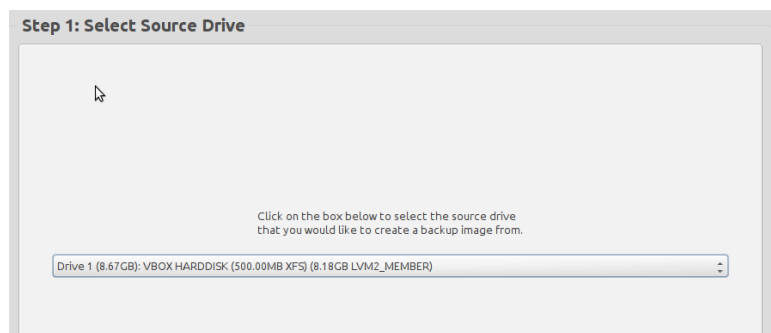 Step 1: Select Source Drive
Click on the box below to select the source drive
that you would like to create a backup image from.
Drive 1 (8.67GB): VBOX HARDDISK (500.00MB XFS) (8.18GB LVM2_MEMBER)